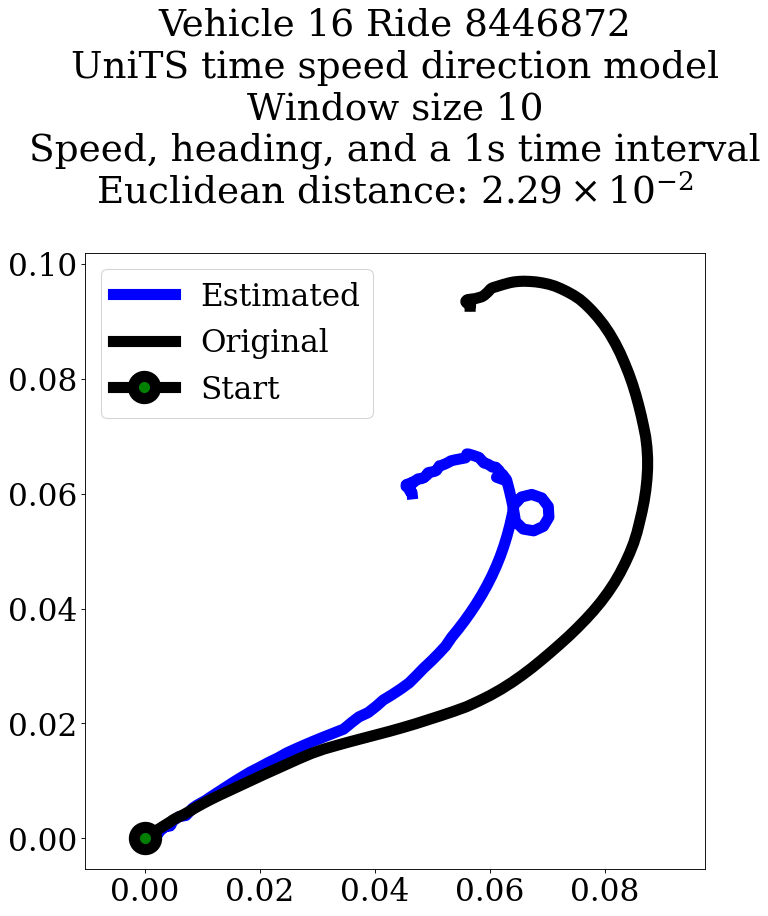 Vehicle 16 Ride 8446872
UniTS time speed direction model
Window size 10
Speed, heading, and a 1s time interval
Euclidean distance: 2.29 × 10⁻²
0.10
0.08
0.06
0.04
0.02
0.00
Estimated
Original
Start
0.00 0.02 0.04 0.06 0.08